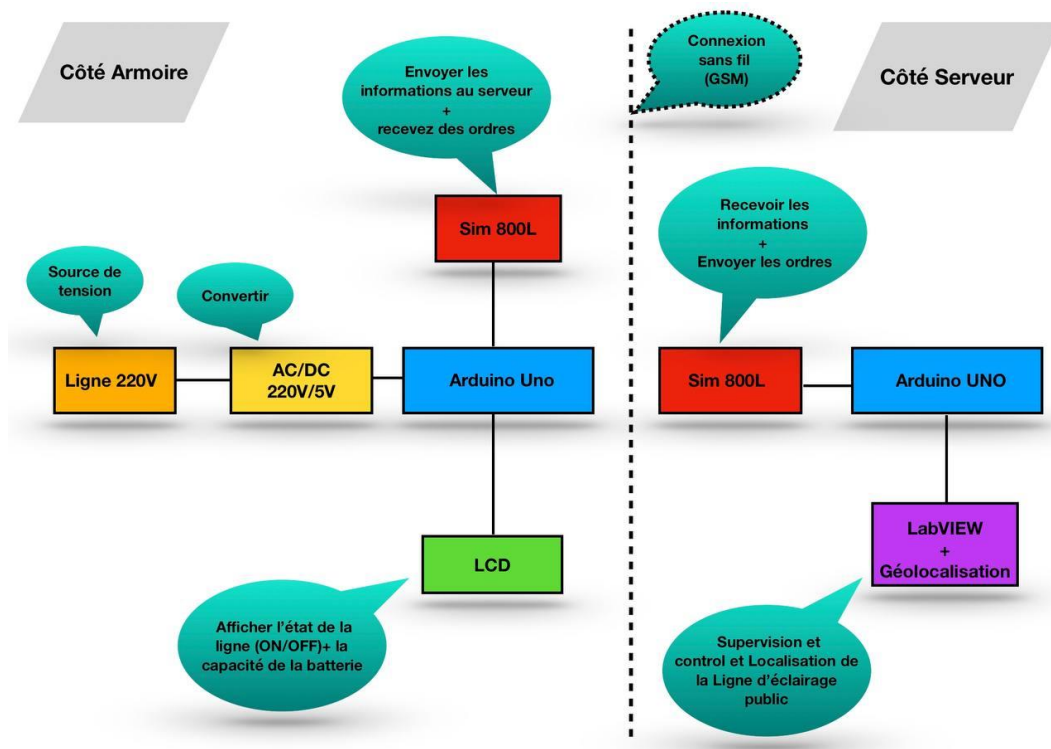 Côté Armoire
Envoyer les
informations au serveur
+
recevez des ordres
Connexion
sans fil
(GSM)
Côté Serveur
Sim 800L
Recevoir les
informations
+
Envoyer les ordres
Source de
tension
Convertir
Ligne 220V
AC/DC
220V/5V
Arduino Uno
Sim 800L
Arduino UNO
LCD
LabVIEW
+
Géolocalisation
Afficher l'état de la
ligne (ON/OFF)+ la
capacité de la batterie
Supervision et
control et Localisation de
la Ligne d'éclairage
public